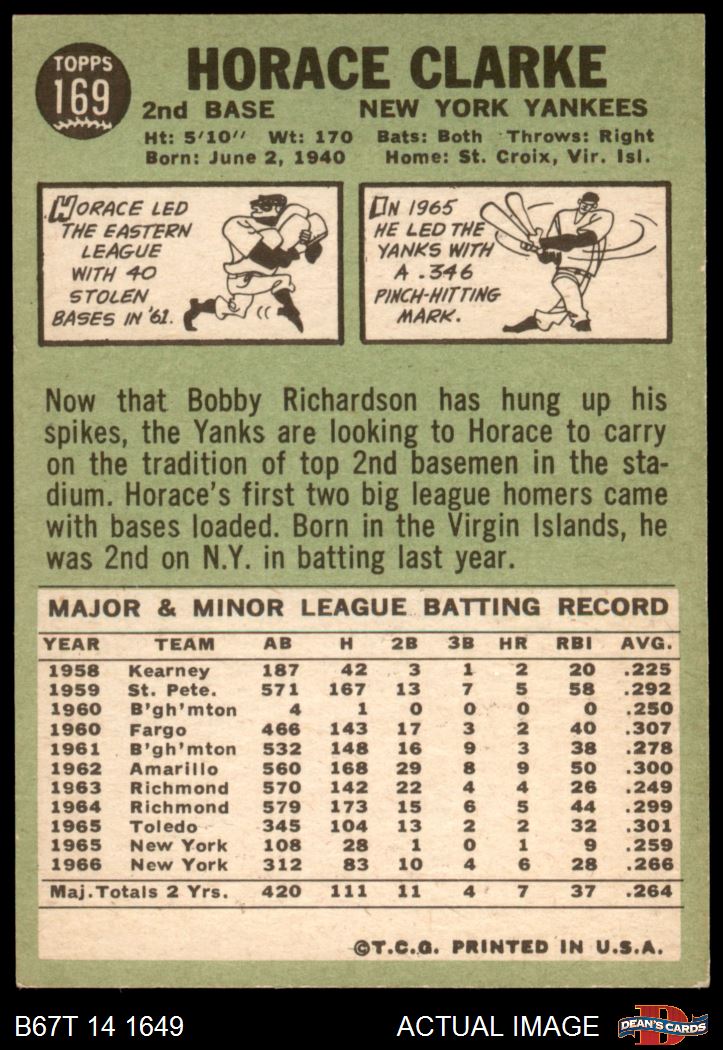 TOPPS
169
HORACE CLARKE
2nd BASE NEW YORK YANKEES
Ht: 5'10" Wt: 170 Bats: Both Throws: Right
Born: June 2, 1940 Home: St. Croix, Vir. Isl.
HORACE LED
THE EASTERN
LEAGUE
WITH 40
STOLEN
BASES IN '61.
IN 1965
HE LED THE
YANKS WITH
A .346
PINCH-HITTING
MARK.
Now that Bobby Richardson has hung up his
spikes, the Yanks are looking to Horace to carry
on the tradition of top 2nd basemen in the sta-
dium. Horace's first two big league homers came
with bases loaded. Born in the Virgin Islands, he
was 2nd on N.Y. in batting last year.
MAJOR & MINOR LEAGUE BATTING RECORD
YEAR TEAM AB H 2B 3B HR RBI AVG.
1958 Kearney 187 42 3 1 2 20 .225
1959 St. Pete. 571 167 13 7 5 58 .292
1960 B'gh'mton 4 1 0 0 0 0 .250
1960 Fargo 466 143 17 3 2 40 .307
1961 B'gh'mton 532 148 16 9 3 38 .278
1962 Amarillo 560 168 29 8 9 50 .300
1963 Richmond 570 142 22 4 4 26 .249
1964 Richmond 579 173 15 6 5 44 .299
1965 Toledo 345 104 13 2 2 32 .301
1965 New York 108 28 1 0 1 9 .259
1966 New York 312 83 10 4 6 28 .266
Maj.Totals 2 Yrs. 420 111 11 4 7 37 .264
©T.C.G. PRINTED IN U.S.A.
B67T 14 1649 ACTUAL IMAGE
D
DEAN'S CARDS